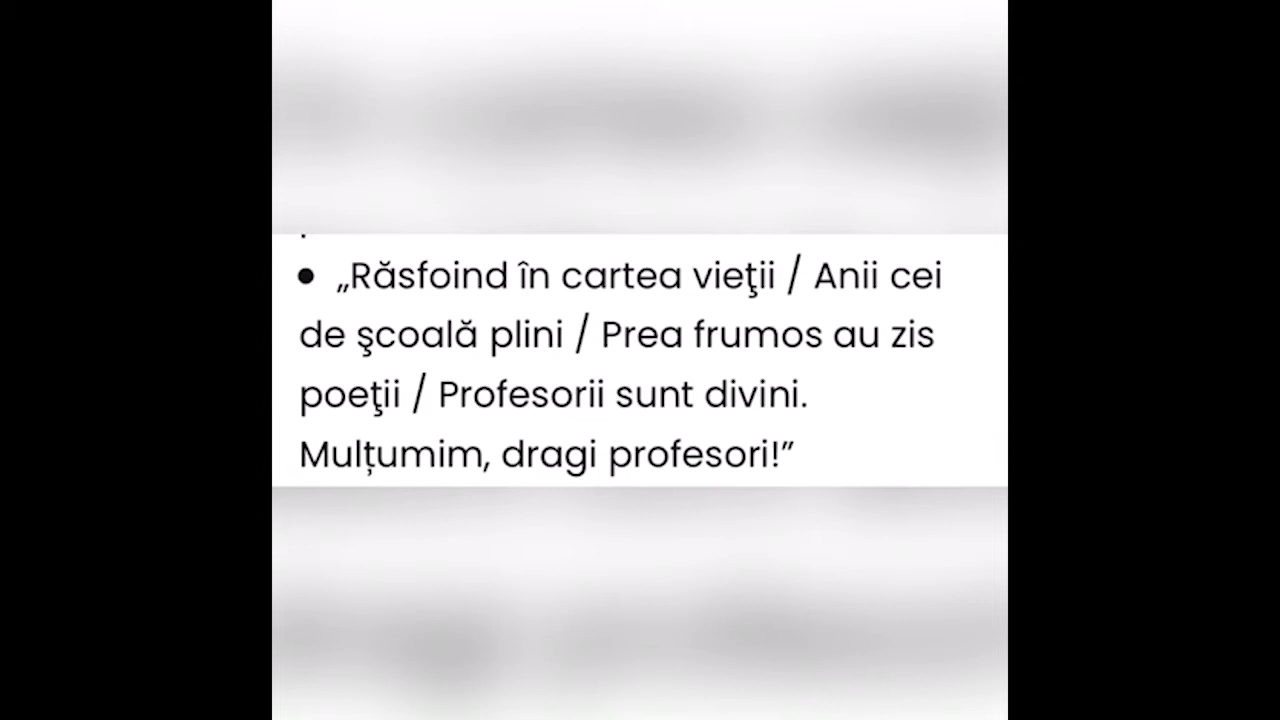 • „Răsfoind în cartea vieţii / Anii cei
de şcoală plini / Prea frumos au zis
poeţii / Profesorii sunt divini.
Mulțumim, dragi profesori!”